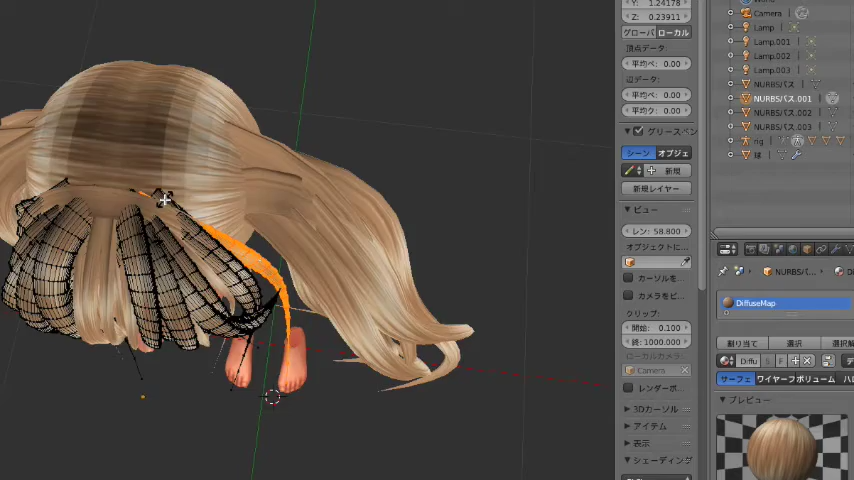 Y: 1.24178
Z: 0.23911
グローバ ローカル
頂点データ:
平均ベ: 0.00
辺データ:
平均ベ: 0.00
平均ク: 0.00
グリースペン
シーン オブジェ
新規
新規レイヤー
ビュー
レン: 58.800
オブジェクトに
カーソルを
カメラをビ
クリップ:
開始: 0.100
終: 1000.00
ローカルカメラ:
Camera
レンダーボ
3Dカーソル
アイテム
表示
シェーディング
Camera
Lamp
Lamp.001
Lamp.002
Lamp.003
NURBSパス
NURBSパス.001
NURBSパス.002
NURBSパス.003
rig
球
NURBSパ...
DiffuseMap
DiffuseMap
割り当て 選択 選択解除
Diffu F
サーフェ ワイヤーフ ボリューム ハロ
プレビュー